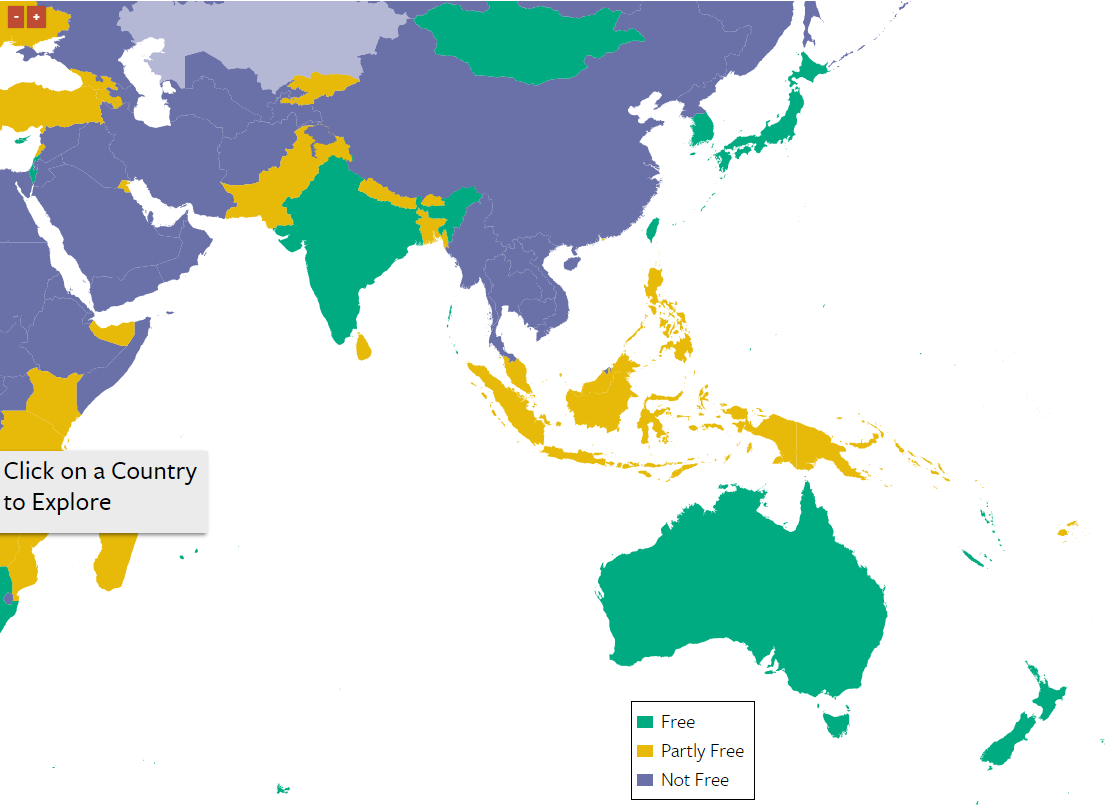 - +
Click on a Country
to Explore
Free
Partly Free
Not Free